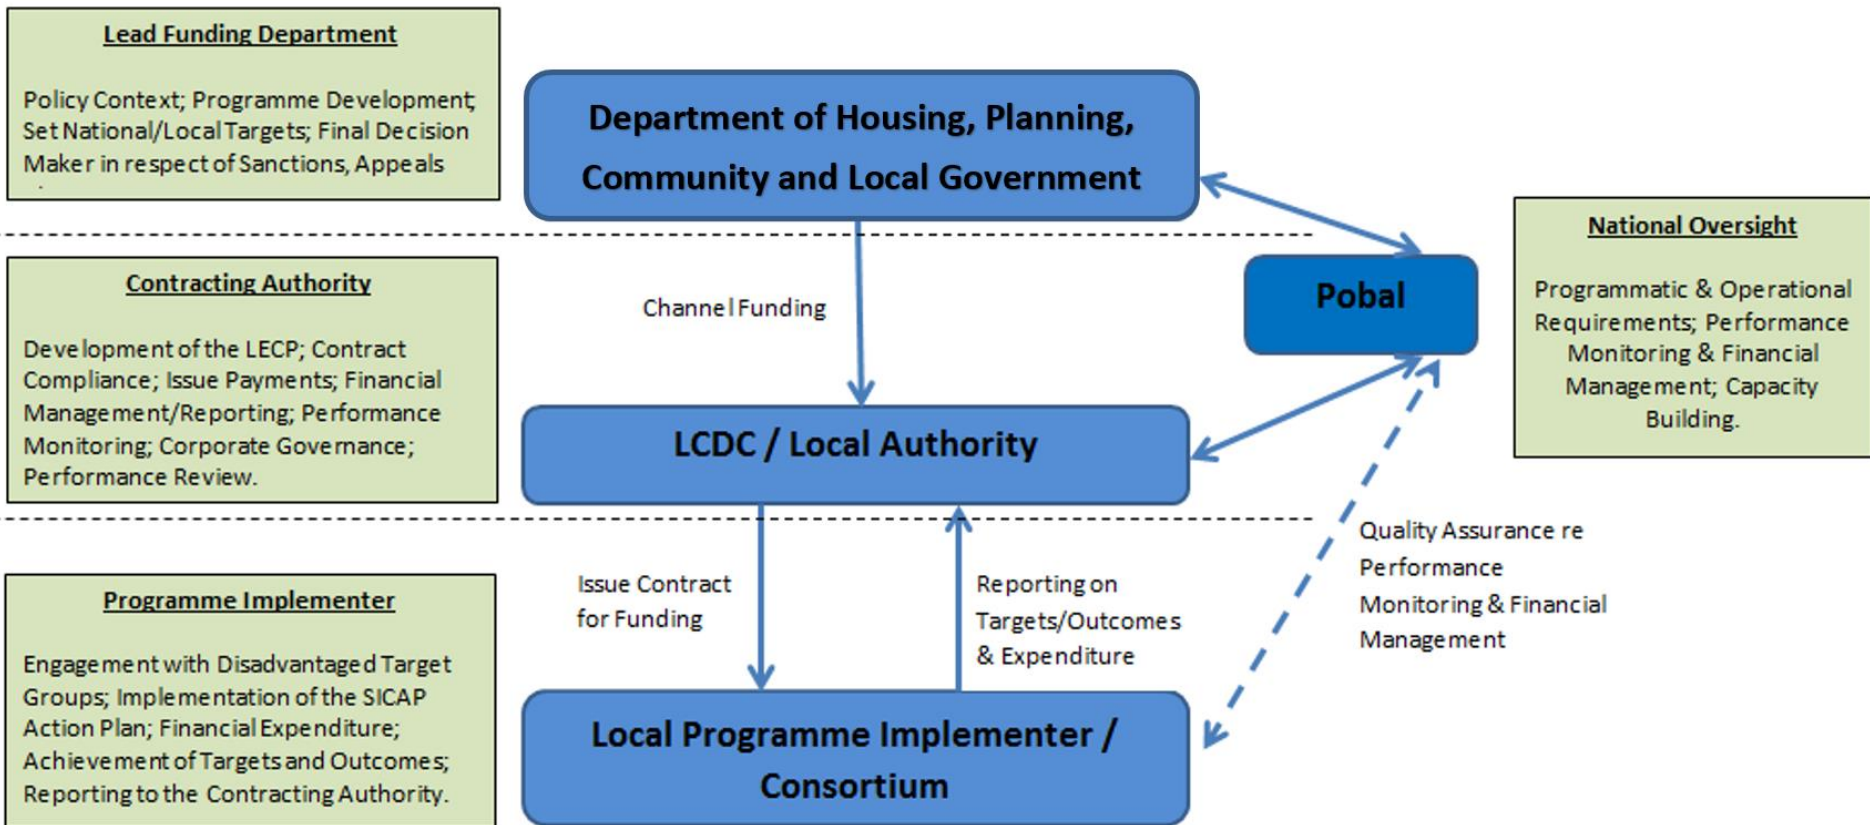 Lead Funding Department
Policy Context; Programme Development;
Set National/Local Targets; Final Decision
Maker in respect of Sanctions, Appeals
Department of Housing, Planning,
Community and Local Government
National Oversight
Programmatic & Operational
Requirements; Performance
Monitoring & Financial
Management; Capacity
Building.
Contracting Authority
Development of the LECP; Contract
Compliance; Issue Payments; Financial
Management/Reporting; Performance
Monitoring; Corporate Governance;
Performance Review.
Channel Funding
Pobal
LCDC / Local Authority
Issue Contract
for Funding
Reporting on
Targets/Outcomes
& Expenditure
Quality Assurance re
Performance
Monitoring & Financial
Management
Programme Implementer
Engagement with Disadvantaged Target
Groups; Implementation of the SICAP
Action Plan; Financial Expenditure;
Achievement of Targets and Outcomes;
Reporting to the Contracting Authority.
Local Programme Implementer /
Consortium